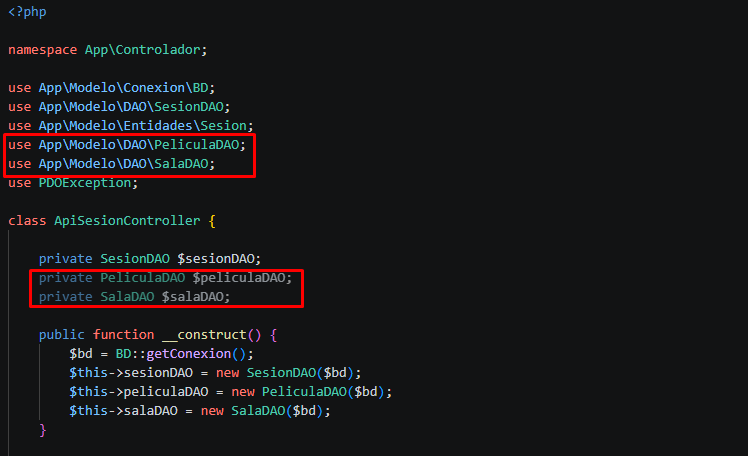 <?php
namespace App\Controlador;
use App\Modelo\Conexion\BD;
use App\Modelo\DAO\SesionDAO;
use App\Modelo\Entidades\Sesion;
use App\Modelo\DAO\PeliculaDAO;
use App\Modelo\DAO\SalaDAO;
use PDOException;
class ApiSesionController {
private SesionDAO $sesionDAO;
private PeliculaDAO $peliculaDAO;
private SalaDAO $salaDAO;
public function __construct() {
$bd = BD::getConexion();
$this->sesionDAO = new SesionDAO($bd);
$this->peliculaDAO = new PeliculaDAO($bd);
$this->salaDAO = new SalaDAO($bd);
}